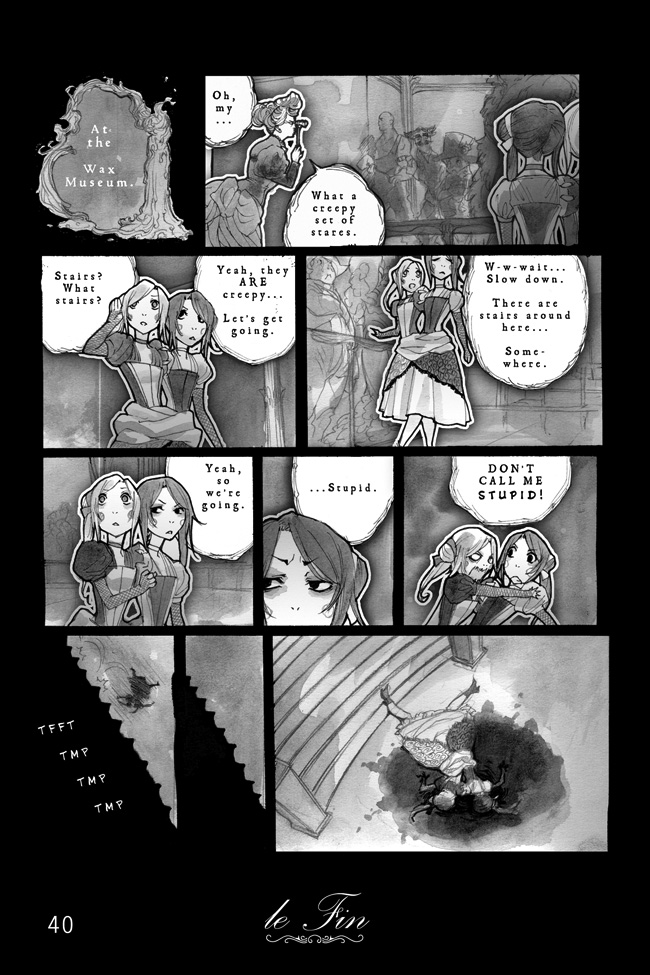 At
the
Wax
Museum.
Oh,
my
...
What a
creepy
set of
stares.
Stairs?
What
stairs?
Yeah, they
ARE
creepy...
Let's get
going.
W-w-wait...
Slow down.
There are
stairs around
here...
Some-
where.
Yeah,
so we're
going.
...Stupid.
DON'T
CALL ME
STUPID!
TFFT
TMP
TMP
TMP
40
le Fin